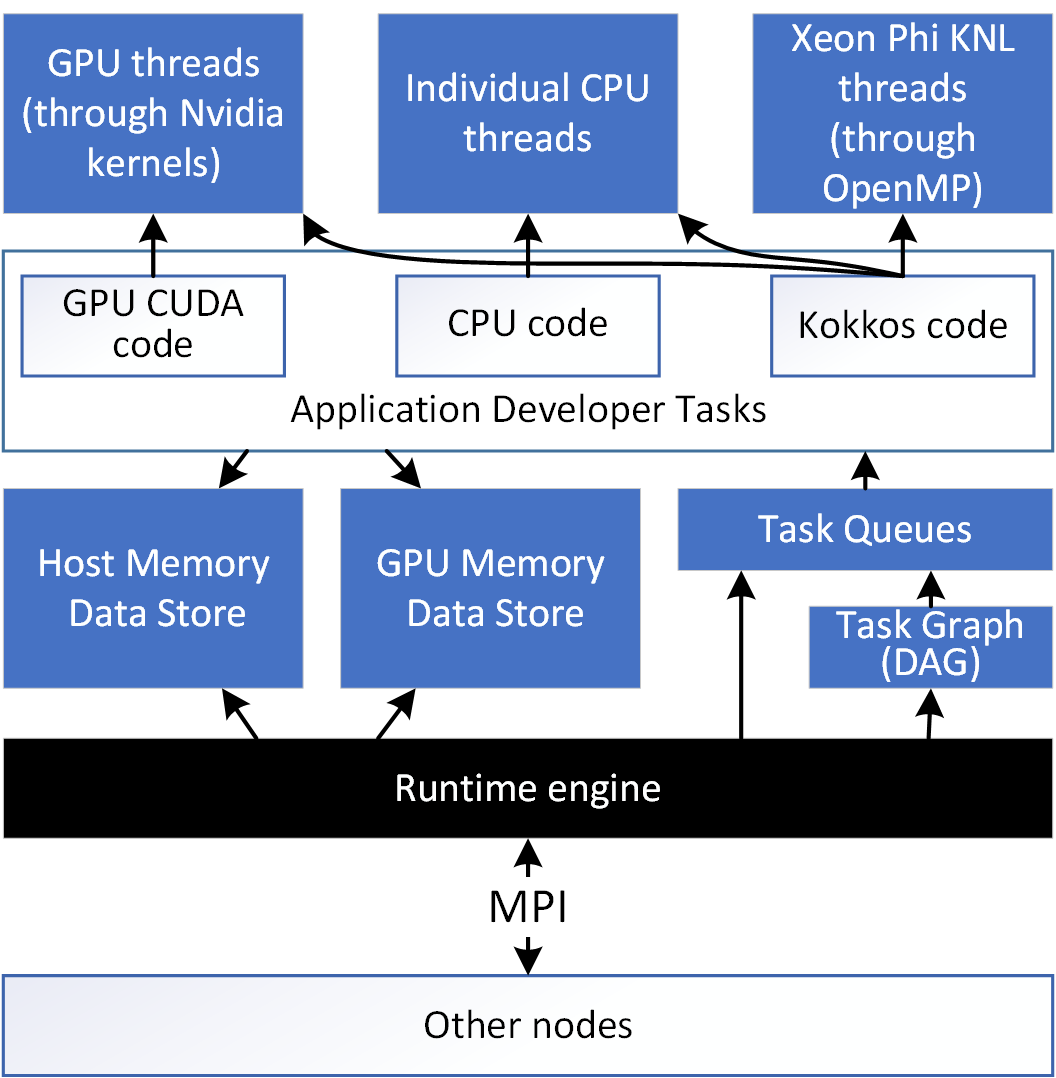 GPU threads
(through Nvidia
kernels)
Individual CPU
threads
Xeon Phi KNL
threads
(through
OpenMP)
GPU CUDA
code
CPU code
Kokkos code
Application Developer Tasks
Host Memory
Data Store
GPU Memory
Data Store
Task Queues
Task Graph
(DAG)
Runtime engine
MPI
Other nodes